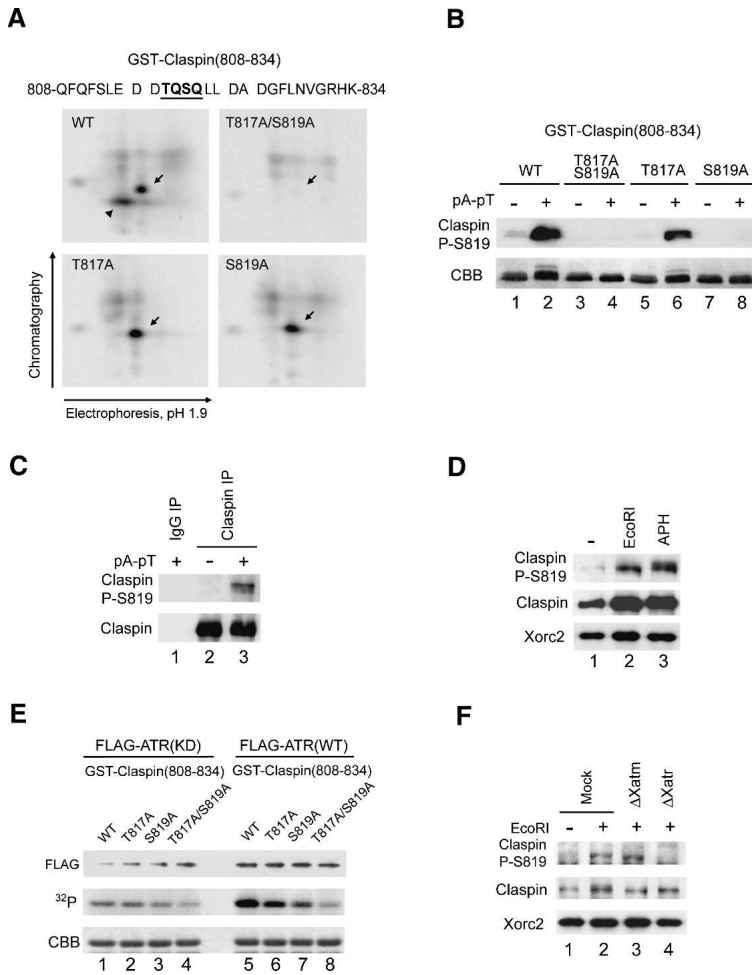 A
GST-Claspin(808-834)
808-QFQFSLE D DTQSQLL DA DGFLNVGRHK-834
WT
T817A/S819A
T817A
S819A
Chromatography
Electrophoresis, pH 1.9
B
GST-Claspin(808-834)
WT
T817A
S819A
T817A
S819A
pA-pT - + - + - + - +
Claspin
P-S819
CBB
1 2 3 4 5 6 7 8
C
IgG IP
Claspin IP
pA-pT + - +
Claspin
P-S819
Claspin
1 2 3
D
- EcoRI APH
Claspin
P-S819
Claspin
Xorc2
1 2 3
E
FLAG-ATR(KD) FLAG-ATR(WT)
GST-Claspin(808-834) GST-Claspin(808-834)
WT T817A S819A T817A/S819A WT T817A S819A T817A/S819A
FLAG
32P
CBB
1 2 3 4 5 6 7 8
F
Mock ΔXatm ΔXatr
EcoRI - + + +
Claspin
P-S819
Claspin
Xorc2
1 2 3 4